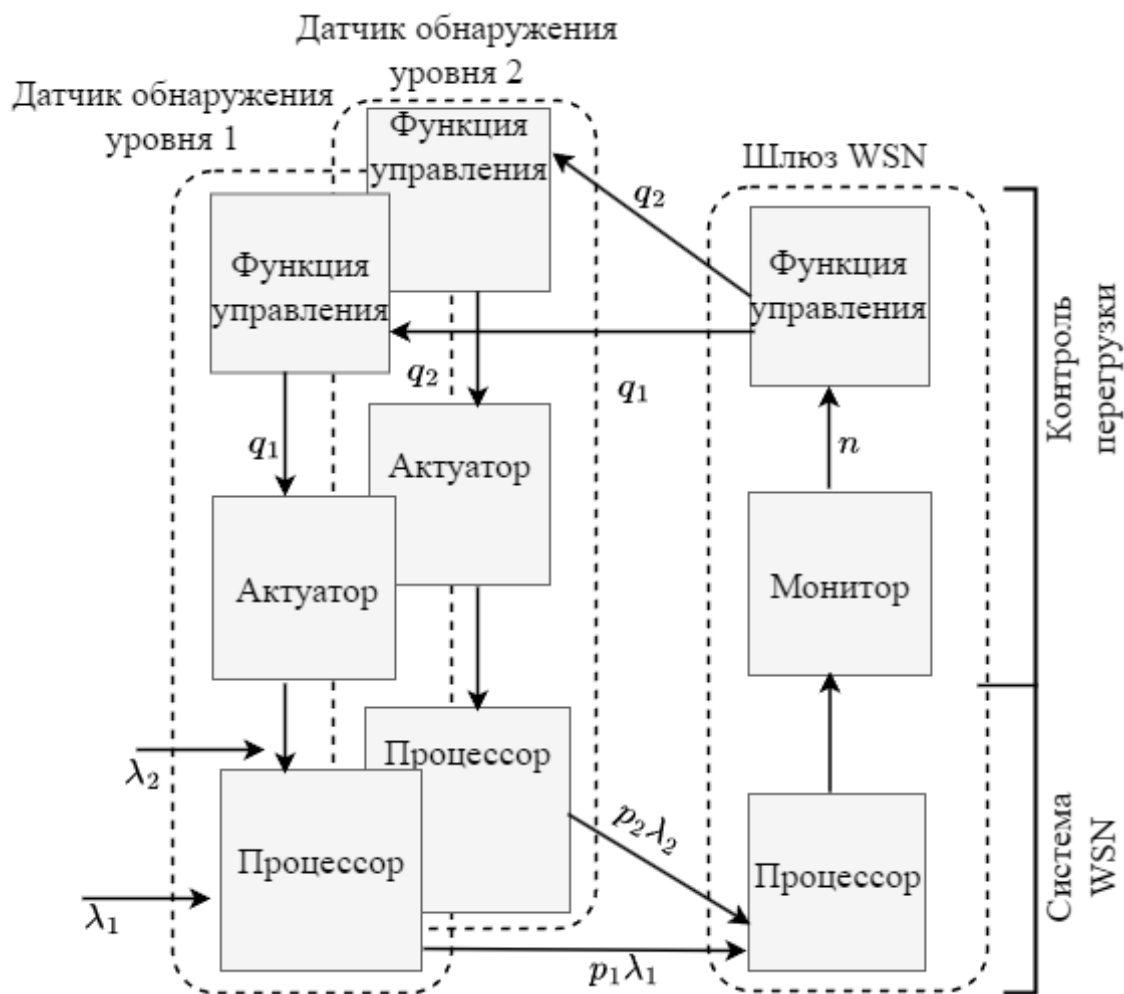 Датчик обнаружения
уровня 2
Датчик обнаружения
уровня 1
Функция
управления
Шлюз WSN
q₂
Функция
управления
Функция
управления
Контроль
перегрузки
q₂
q₁
q₁
n
Актуатор
Актуатор
Монитор
λ₂
Процессор
p₂λ₂
Процессор
Процессор
Система
WSN
λ₁
p₁λ₁